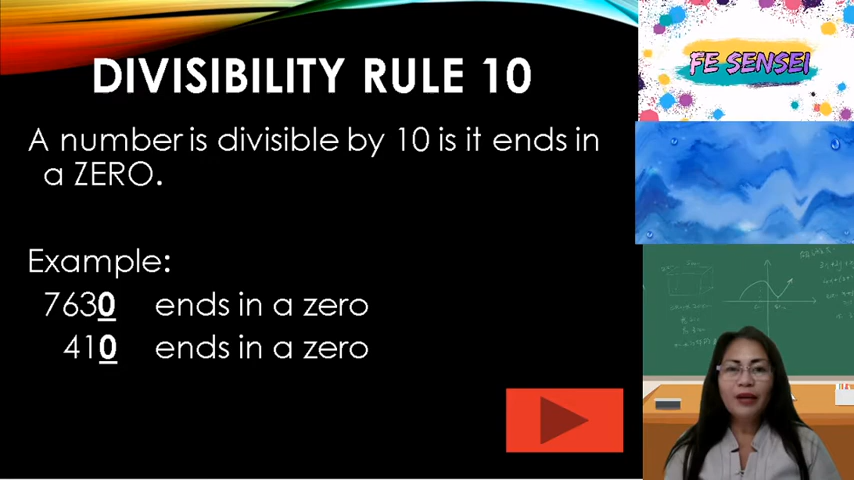 DIVISIBILITY RULE 10
A number is divisible by 10 is it ends in
a ZERO.
Example:
7630 ends in a zero
410 ends in a zero
FE SENSEI